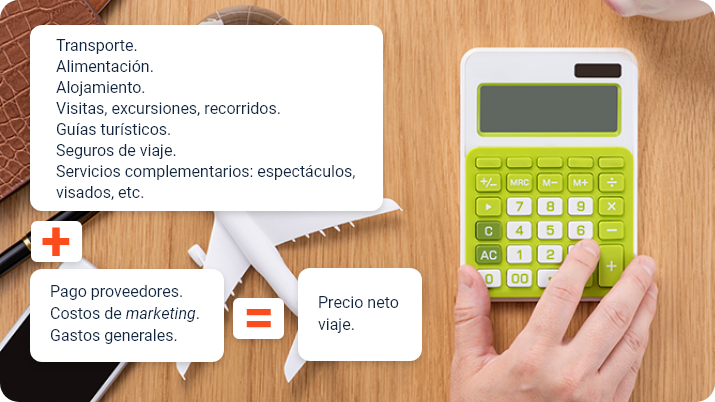 Transporte.
Alimentación.
Alojamiento.
Visitas, excursiones, recorridos.
Guías turísticos.
Seguros de viaje.
Servicios complementarios: espectáculos,
visados, etc.
+
Pago proveedores.
Costos de marketing.
Gastos generales.
=
Precio neto
viaje.
+/− MRC M− M+ ÷
7 8 9 ×
C 4 5 6 −
AC 1 2 +
0 00